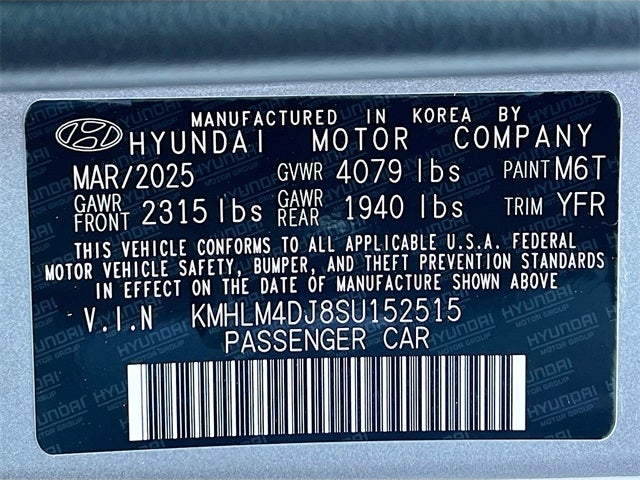 MANUFACTURED IN KOREA BY
HYUNDAI MOTOR COMPANY
MAR/2025 GVWR 4079 lbs PAINT M6T
GAWR FRONT 2315 lbs GAWR REAR 1940 lbs TRIM YFR
THIS VEHICLE CONFORMS TO ALL APPLICABLE U.S.A. FEDERAL
MOTOR VEHICLE SAFETY, BUMPER, AND THEFT PREVENTION STANDARDS
IN EFFECT ON THE DATE OF MANUFACTURE SHOWN ABOVE
V.I.N KMHLM4DJ8SU152515
PASSENGER CAR